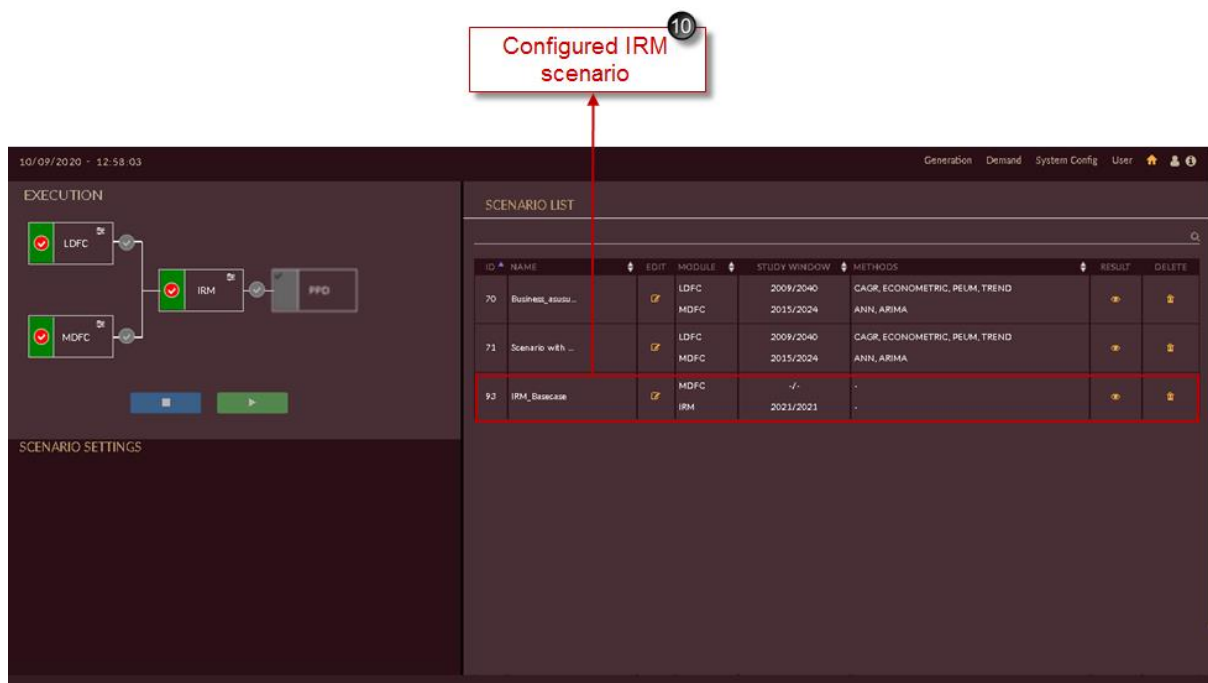 10
Configured IRM
scenario
10/09/2020 - 12:58:03
Generation Demand System Config User
EXECUTION
LDFC
IRM
PPD
MDFC
SCENARIO SETTINGS
SCENARIO LIST
ID NAME EDIT MODULE STUDY WINDOW METHODS RESULT DELETE
70 Business_asusu... LDFC 2009/2040 CAGR, ECONOMETRIC, PEUM, TREND
MDFC 2015/2024 ANN, ARIMA
71 Scenario with ... LDFC 2009/2040 CAGR, ECONOMETRIC, PEUM, TREND
MDFC 2015/2024 ANN, ARIMA
93 IRM_Basecase MDFC -/- -
IRM 2021/2021 -